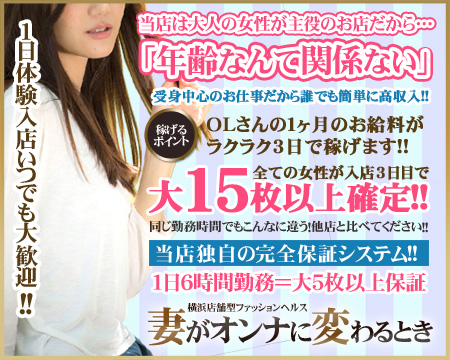 当店は大人の女性が主役のお店だから…
「年齢なんて関係ない」
受身中心のお仕事だから誰でも簡単に高収入!!
1日体験入店いつでも大歓迎!!
稼げる
ポイント
OLさんの1ヶ月のお給料が
ラクラク3日で稼げます!!
全ての女性が入店3日目で
大15枚以上確定!!
同じ勤務時間でもこんなに違う!他店と比べてください!!
当店独自の完全保証システム!!
1日6時間勤務=大5枚以上保証
横浜店舗型ファッションヘルス
妻がオンナに変わるとき